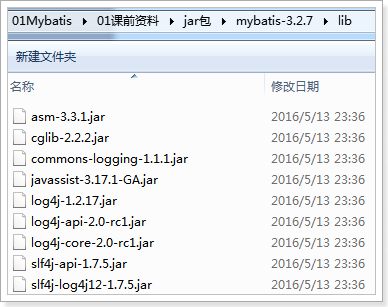 01Mybatis 01课前资料 jar包 mybatis-3.2.7 lib
新建文件夹
名称 修改日期
asm-3.3.1.jar 2016/5/13 23:36
cglib-2.2.2.jar 2016/5/13 23:36
commons-logging-1.1.1.jar 2016/5/13 23:36
javassist-3.17.1-GA.jar 2016/5/13 23:36
log4j-1.2.17.jar 2016/5/13 23:36
log4j-api-2.0-rc1.jar 2016/5/13 23:36
log4j-core-2.0-rc1.jar 2016/5/13 23:36
slf4j-api-1.7.5.jar 2016/5/13 23:36
slf4j-log4j12-1.7.5.jar 2016/5/13 23:36